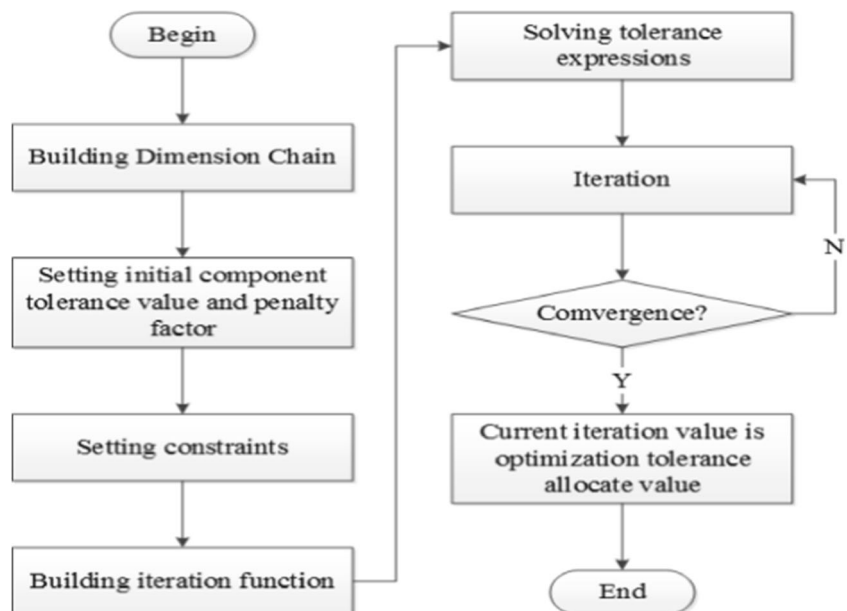 Begin
Building Dimension Chain
Setting initial component
tolerance value and penalty
factor
Setting constraints
Building iteration function
Solving tolerance
expressions
Iteration
N
Comvergence?
Y
Current iteration value is
optimization tolerance
allocate value
End